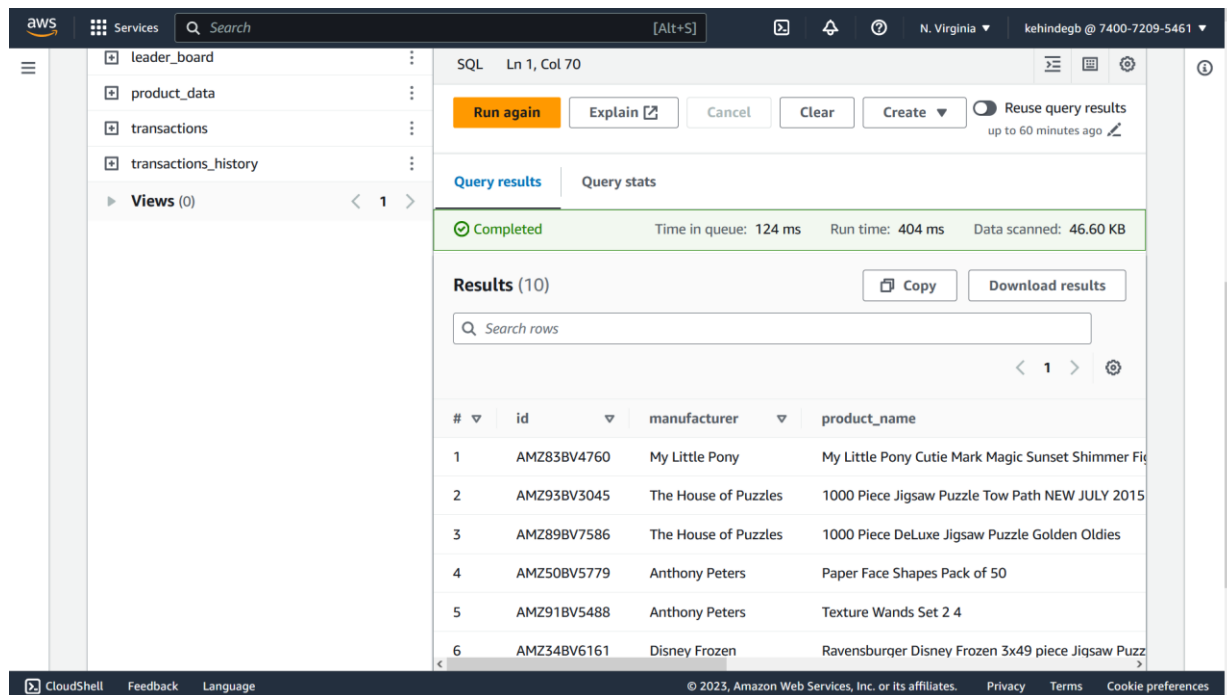 aws Services Search [Alt+S] N. Virginia kehindegb @ 7400-7209-5461
leader_board
product_data
transactions
transactions_history
Views (0) 1
SQL Ln 1, Col 70
Run again Explain Cancel Clear Create Reuse query results
up to 60 minutes ago
Query results Query stats
Completed Time in queue: 124 ms Run time: 404 ms Data scanned: 46.60 KB
Results (10) Copy Download results
Search rows
1
# id manufacturer product_name
1 AMZ83BV4760 My Little Pony My Little Pony Cutie Mark Magic Sunset Shimmer Fi
2 AMZ93BV3045 The House of Puzzles 1000 Piece Jigsaw Puzzle Tow Path NEW JULY 2015
3 AMZ89BV7586 The House of Puzzles 1000 Piece DeLuxe Jigsaw Puzzle Golden Oldies
4 AMZ50BV5779 Anthony Peters Paper Face Shapes Pack of 50
5 AMZ91BV5488 Anthony Peters Texture Wands Set 2 4
6 AMZ34BV6161 Disney Frozen Ravensburger Disney Frozen 3x49 piece Jigsaw Puzz
CloudShell Feedback Language © 2023, Amazon Web Services, Inc. or its affiliates. Privacy Terms Cookie preferences